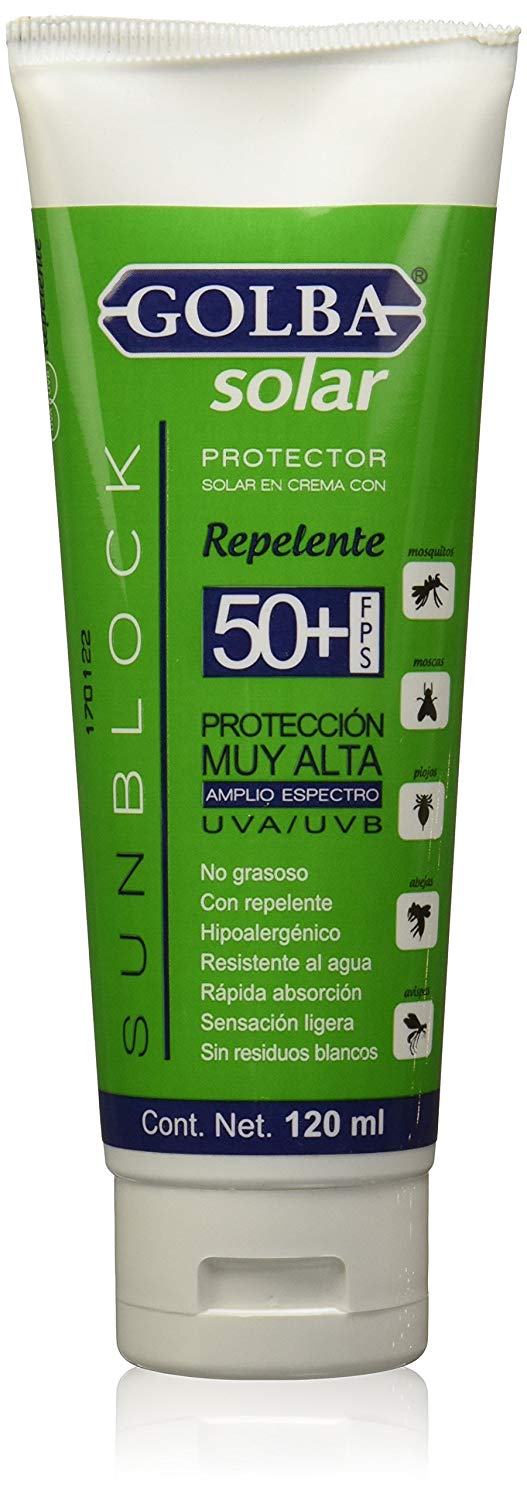 GOLBA®
solar
PROTECTOR
SOLAR EN CREMA CON
Repelente
50+ FPS
PROTECCIÓN
MUY ALTA
AMPLIO ESPECTRO
UVA/UVB
No grasoso
Con repelente
Hipoalergénico
Resistente al agua
Rápida absorción
Sensación ligera
Sin residuos blancos
Cont. Net. 120 ml
SUNBLOCK
170122
Repelente
mosquitos
moscas
piojos
abejas
avispas